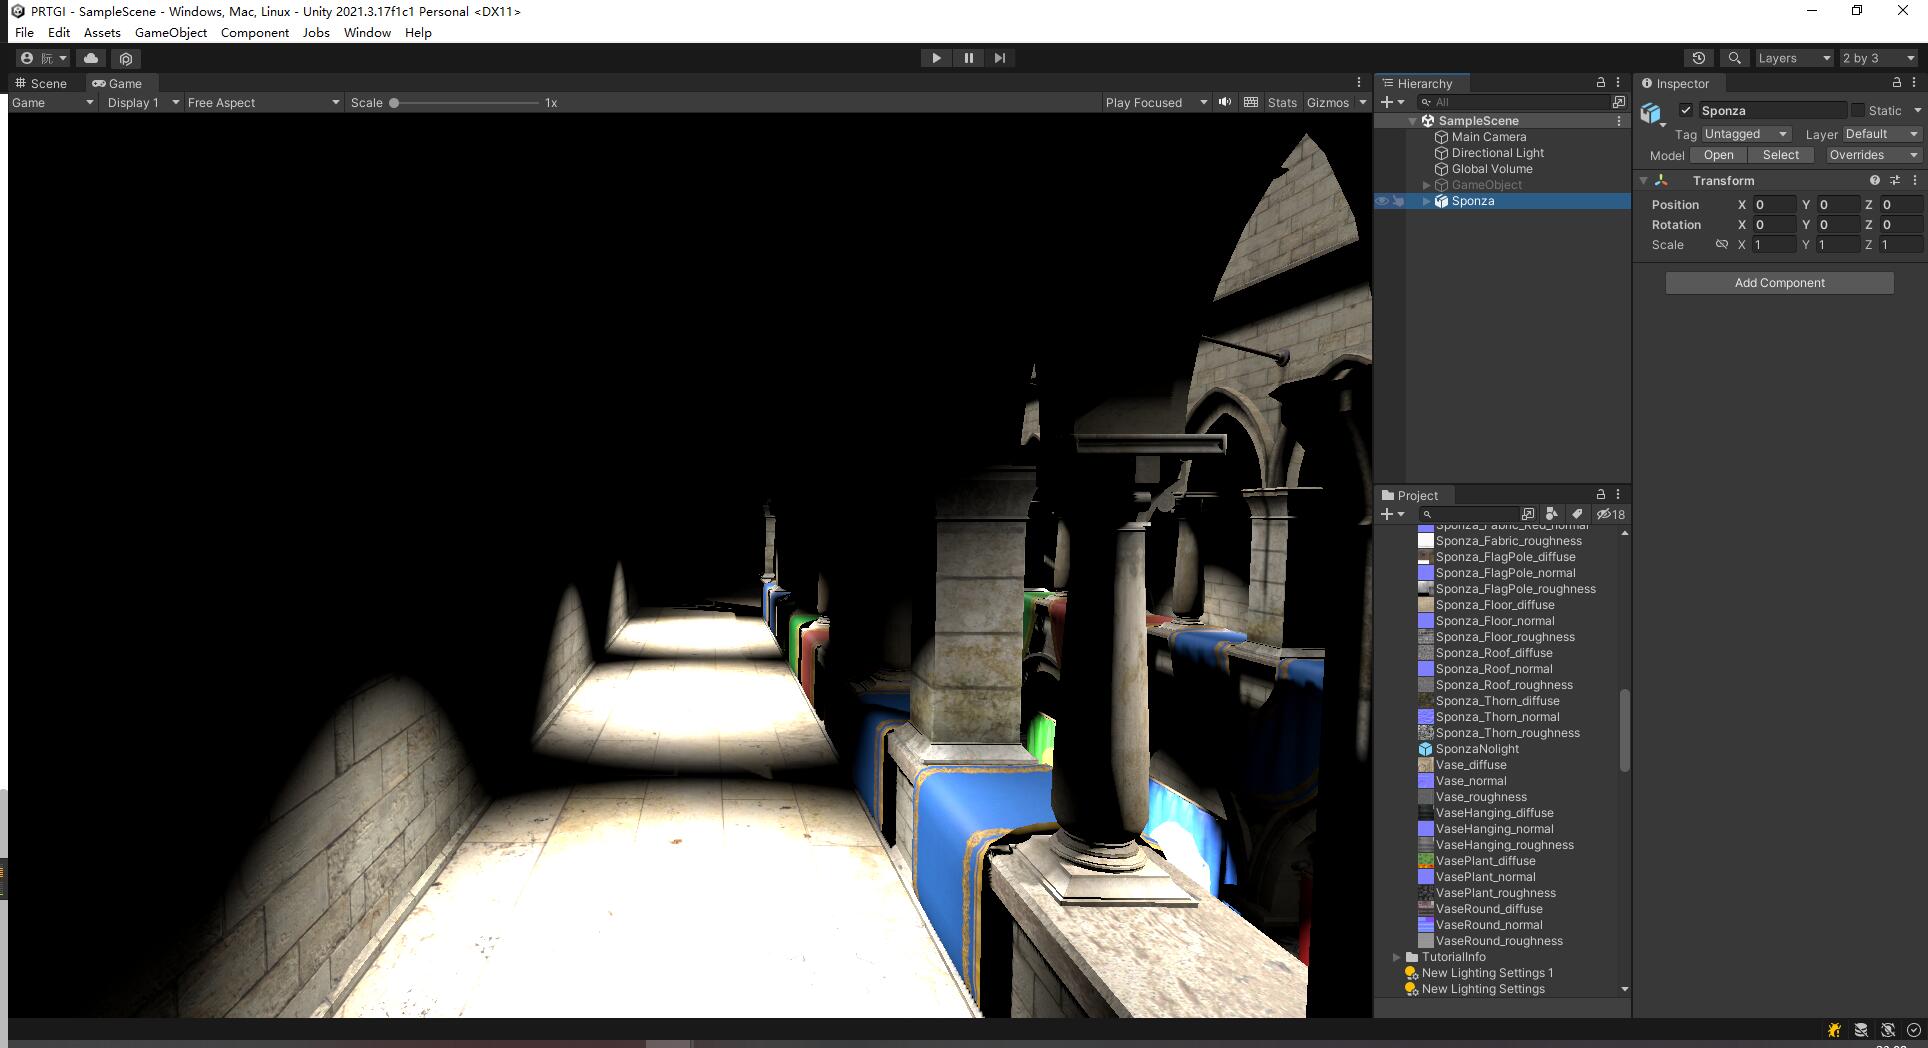 PRTGI - SampleScene - Windows, Mac, Linux - Unity 2021.3.17f1c1 Personal <DX11>
File Edit Assets GameObject Component Jobs Window Help
阮
Layers 2 by 3
Scene Game
Game Display 1 Free Aspect Scale 1x Play Focused Stats Gizmos
Hierarchy
All
SampleScene
Main Camera
Directional Light
Global Volume
GameObject
Sponza
Inspector
Sponza Static
Tag Untagged Layer Default
Model Open Select Overrides
Transform
Position X 0 Y 0 Z 0
Rotation X 0 Y 0 Z 0
Scale X 1 Y 1 Z 1
Add Component
Project
18
Sponza_Fabric_Red_normal
Sponza_Fabric_roughness
Sponza_FlagPole_diffuse
Sponza_FlagPole_normal
Sponza_FlagPole_roughness
Sponza_Floor_diffuse
Sponza_Floor_normal
Sponza_Floor_roughness
Sponza_Roof_diffuse
Sponza_Roof_normal
Sponza_Roof_roughness
Sponza_Thorn_diffuse
Sponza_Thorn_normal
Sponza_Thorn_roughness
SponzaNolight
Vase_diffuse
Vase_normal
Vase_roughness
VaseHanging_diffuse
VaseHanging_normal
VaseHanging_roughness
VasePlant_diffuse
VasePlant_normal
VasePlant_roughness
VaseRound_diffuse
VaseRound_normal
VaseRound_roughness
TutorialInfo
New Lighting Settings 1
New Lighting Settings